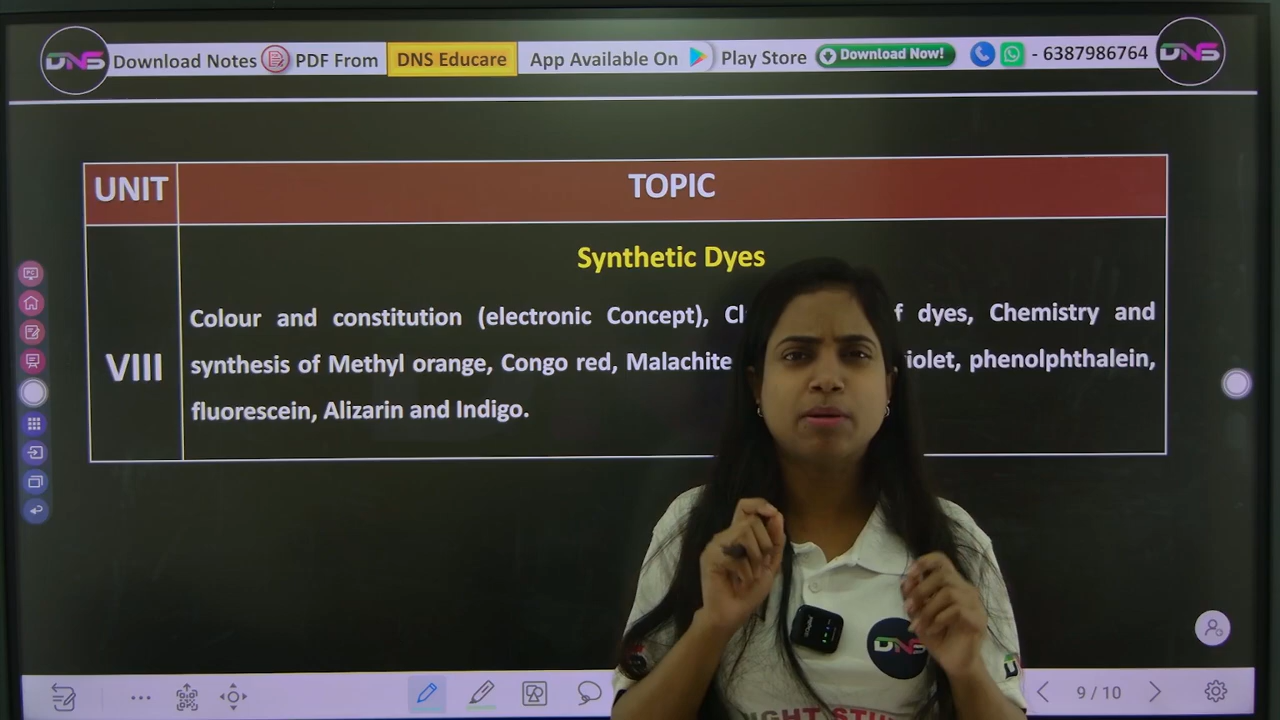 DNS Download Notes PDF From DNS Educare App Available On Play Store Download Now! - 6387986764 DNS
UNIT TOPIC
Synthetic Dyes
Colour and constitution (electronic Concept), of dyes, Chemistry and
VIII
synthesis of Methyl orange, Congo red, Malachite phenolphthalein,
fluorescein, Alizarin and Indigo.
DNS
9/10